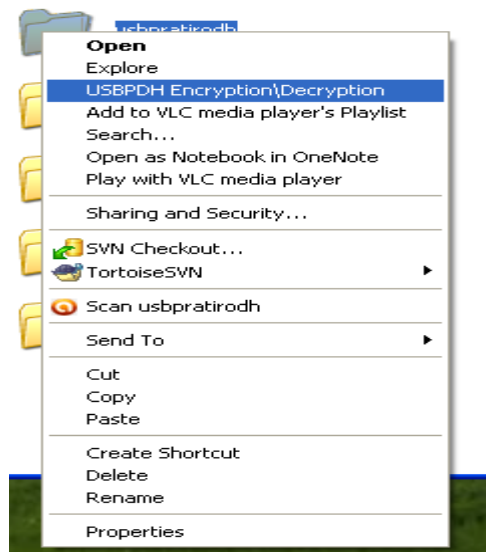 usbpratirodh
Open
Explore
USBPDH Encryption\Decryption
Add to VLC media player's Playlist
Search...
Open as Notebook in OneNote
Play with VLC media player
Sharing and Security...
SVN Checkout...
TortoiseSVN
Scan usbpratirodh
Send To
Cut
Copy
Paste
Create Shortcut
Delete
Rename
Properties